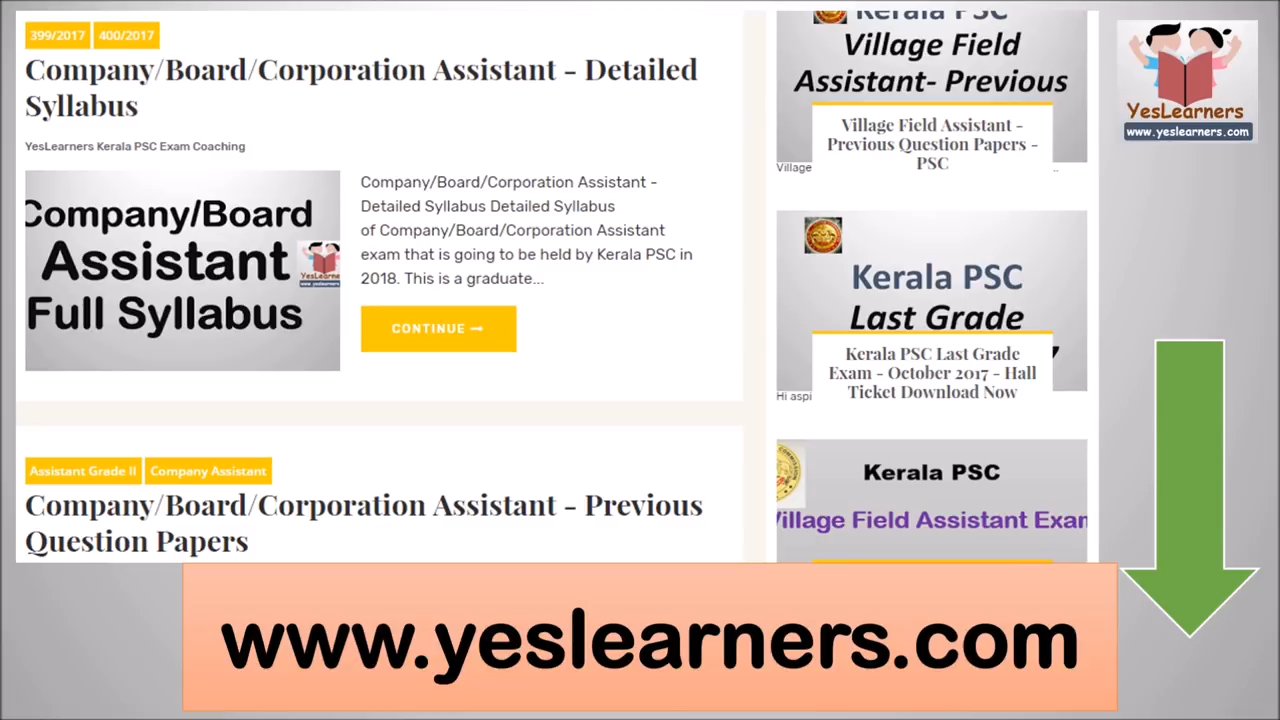 399/2017 400/2017
Company/Board/Corporation Assistant - Detailed
Syllabus
YesLearners Kerala PSC Exam Coaching
Company/Board
Assistant
Full Syllabus
YesLearners
Company/Board/Corporation Assistant -
Detailed Syllabus Detailed Syllabus
of Company/Board/Corporation Assistant
exam that is going to be held by Kerala PSC in
2018. This is a graduate...
CONTINUE
Assistant Grade II Company Assistant
Company/Board/Corporation Assistant - Previous
Question Papers
Kerala PSC
Village Field
Assistant- Previous
Village Field Assistant -
Previous Question Papers -
PSC
Village
..
Kerala PSC
Last Grade
Kerala PSC Last Grade
Exam - October 2017 - Hall
Ticket Download Now
Hi aspi
Kerala PSC
Village Field Assistant Exam
YesLearners
www.yeslearners.com
www.yeslearners.com